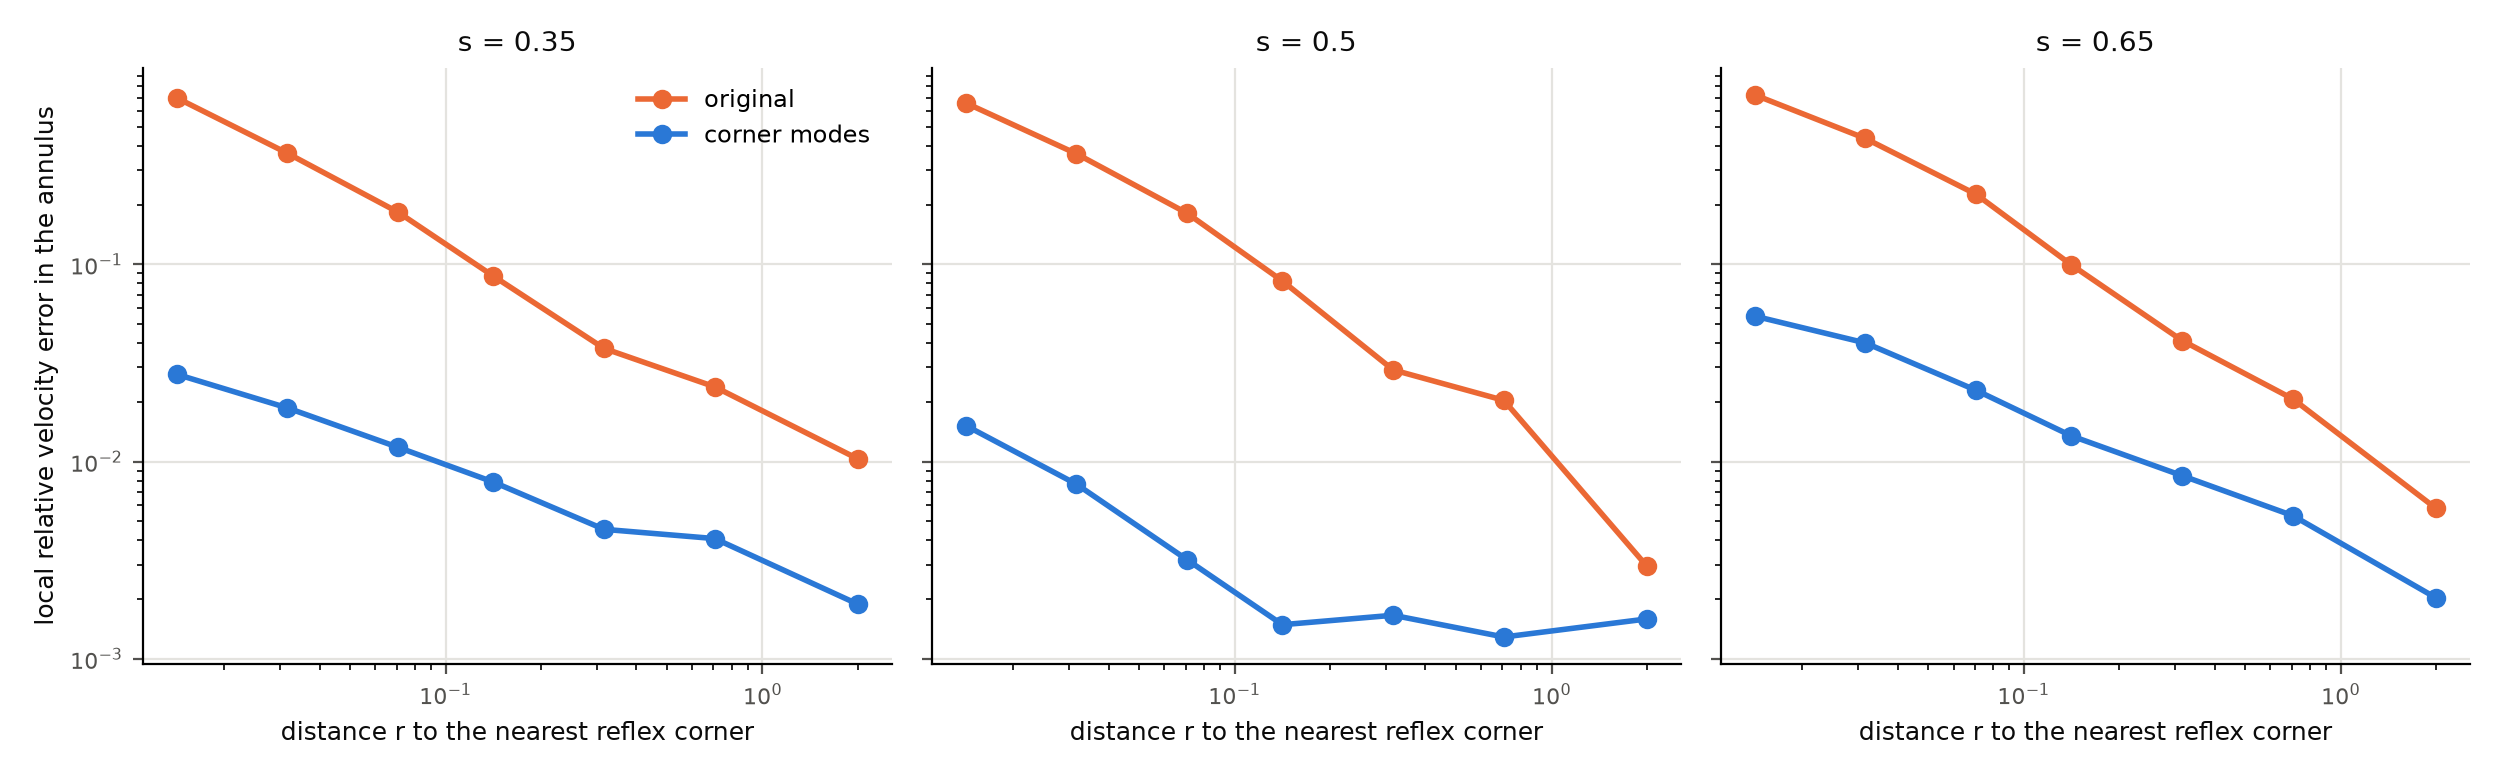 s = 0.35
s = 0.5
s = 0.65
original
corner modes
local relative velocity error in the annulus
10⁻¹
10⁻²
10⁻³
10⁻¹
10⁰
10⁻¹
10⁰
10⁻¹
10⁰
distance r to the nearest reflex corner
distance r to the nearest reflex corner
distance r to the nearest reflex corner